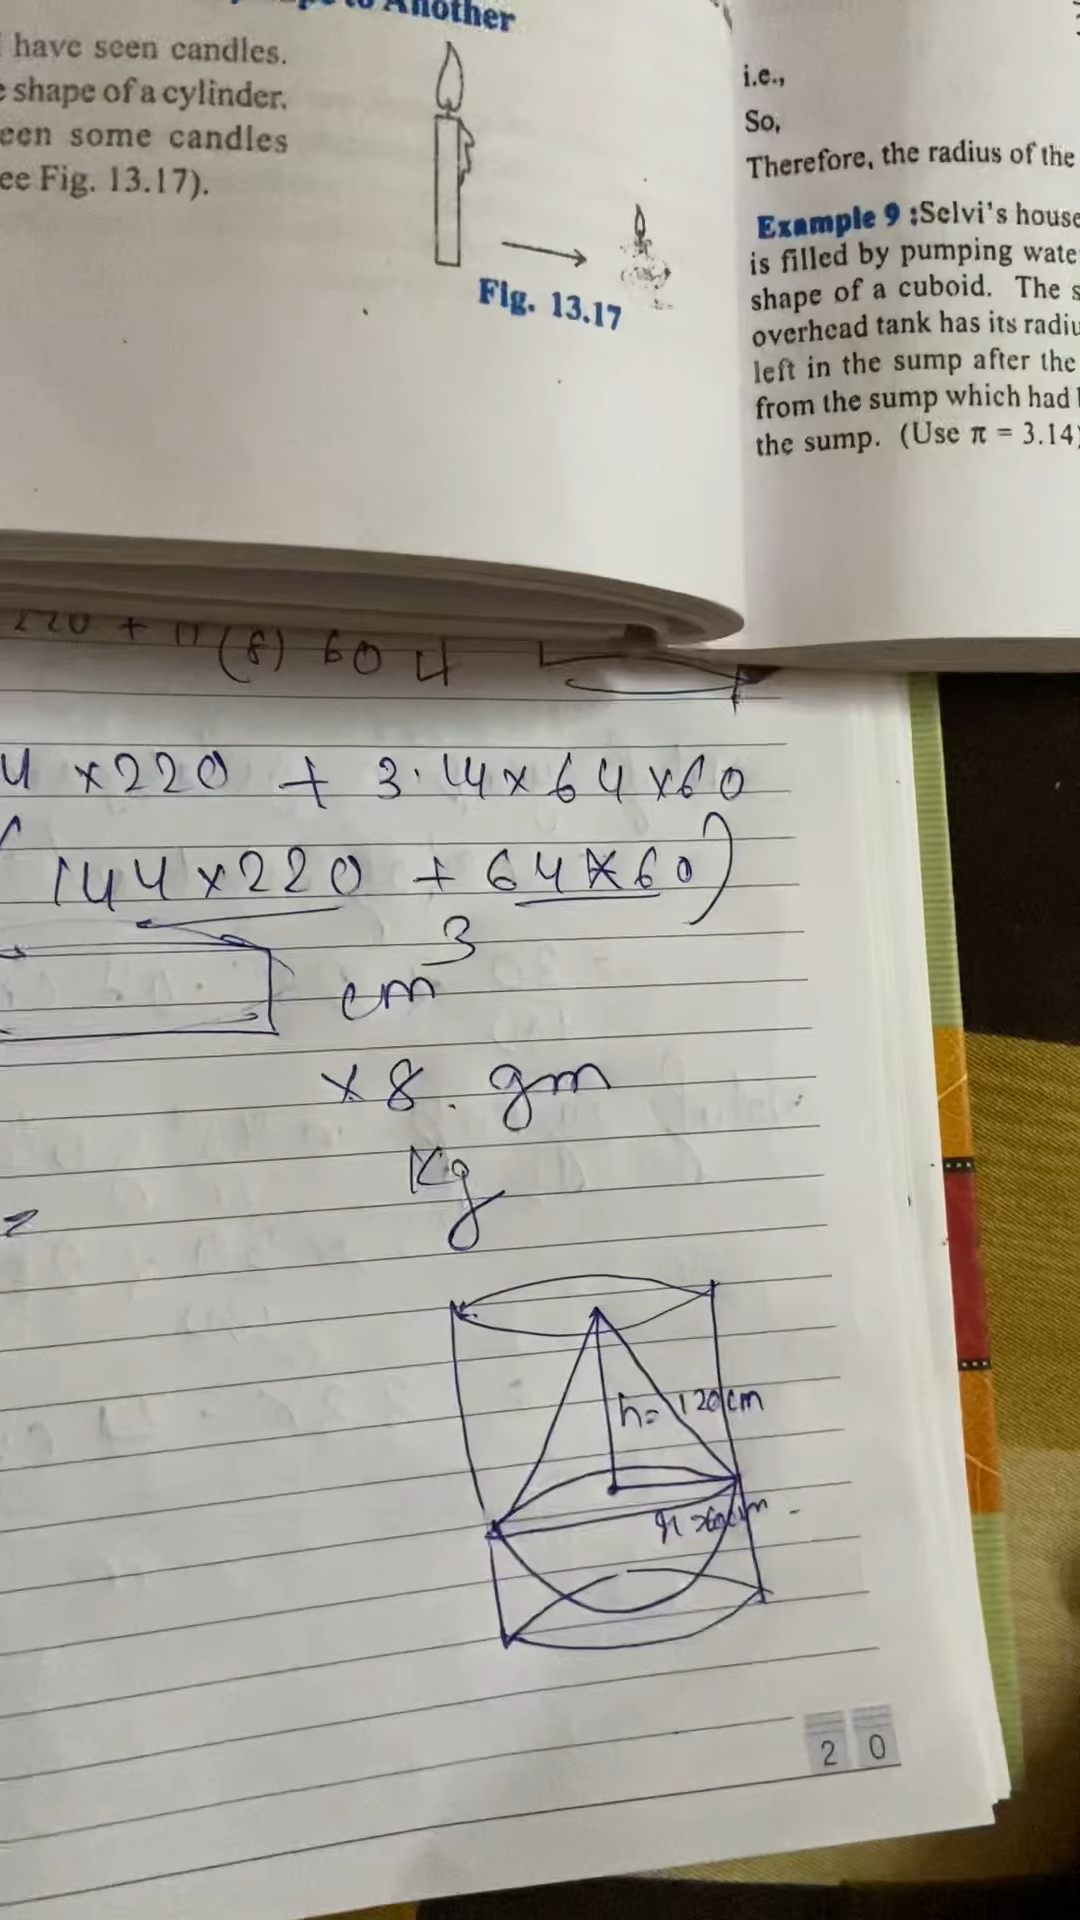 to Another
have seen candles.
shape of a cylinder.
een some candles
ee Fig. 13.17).
Fig. 13.17
i.e.,
So,
Therefore, the radius of the
Example 9 :Selvi's house
is filled by pumping wate
shape of a cuboid. The s
overhead tank has its radiu
left in the sump after the
from the sump which had
the sump. (Use π = 3.14)
220 + π (8) 60
4 × 220 + 3.14 × 64 × 60
(144 × 220 + 64 × 60)
cm³
× 8. gm
Kg
h = 120 cm
2 0